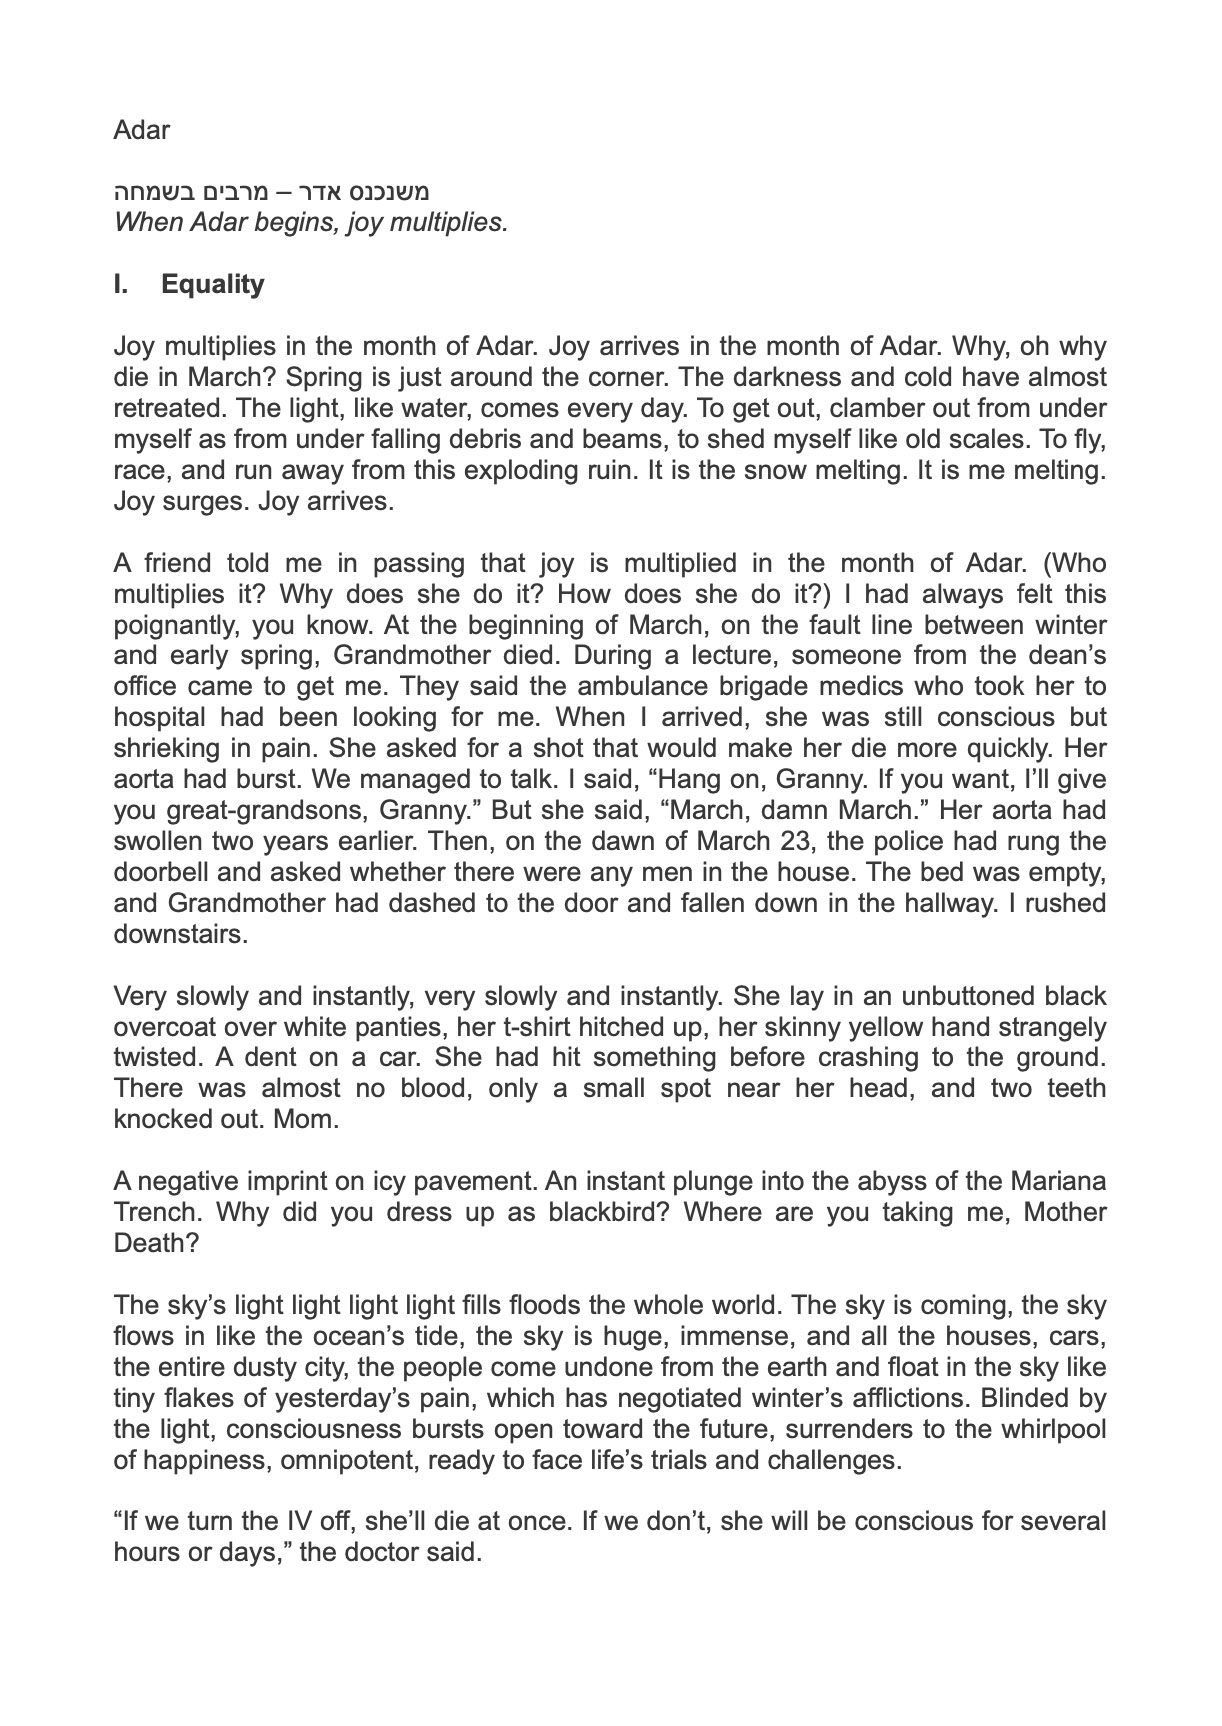 Adar
משנכנס אדר – מרבים בשמחה
When Adar begins, joy multiplies.
I. Equality
Joy multiplies in the month of Adar. Joy arrives in the month of Adar. Why, oh why
die in March? Spring is just around the corner. The darkness and cold have almost
retreated. The light, like water, comes every day. To get out, clamber out from under
myself as from under falling debris and beams, to shed myself like old scales. To fly,
race, and run away from this exploding ruin. It is the snow melting. It is me melting.
Joy surges. Joy arrives.
A friend told me in passing that joy is multiplied in the month of Adar. (Who
multiplies it? Why does she do it? How does she do it?) I had always felt this
poignantly, you know. At the beginning of March, on the fault line between winter
and early spring, Grandmother died. During a lecture, someone from the dean’s
office came to get me. They said the ambulance brigade medics who took her to
hospital had been looking for me. When I arrived, she was still conscious but
shrieking in pain. She asked for a shot that would make her die more quickly. Her
aorta had burst. We managed to talk. I said, “Hang on, Granny. If you want, I’ll give
you great-grandsons, Granny.” But she said, “March, damn March.” Her aorta had
swollen two years earlier. Then, on the dawn of March 23, the police had rung the
doorbell and asked whether there were any men in the house. The bed was empty,
and Grandmother had dashed to the door and fallen down in the hallway. I rushed
downstairs.
Very slowly and instantly, very slowly and instantly. She lay in an unbuttoned black
overcoat over white panties, her t-shirt hitched up, her skinny yellow hand strangely
twisted. A dent on a car. She had hit something before crashing to the ground.
There was almost no blood, only a small spot near her head, and two teeth
knocked out. Mom.
A negative imprint on icy pavement. An instant plunge into the abyss of the Mariana
Trench. Why did you dress up as blackbird? Where are you taking me, Mother
Death?
The sky’s light light light light fills floods the whole world. The sky is coming, the sky
flows in like the ocean’s tide, the sky is huge, immense, and all the houses, cars,
the entire dusty city, the people come undone from the earth and float in the sky like
tiny flakes of yesterday’s pain, which has negotiated winter’s afflictions. Blinded by
the light, consciousness bursts open toward the future, surrenders to the whirlpool
of happiness, omnipotent, ready to face life’s trials and challenges.
“If we turn the IV off, she’ll die at once. If we don’t, she will be conscious for several
hours or days,” the doctor said.